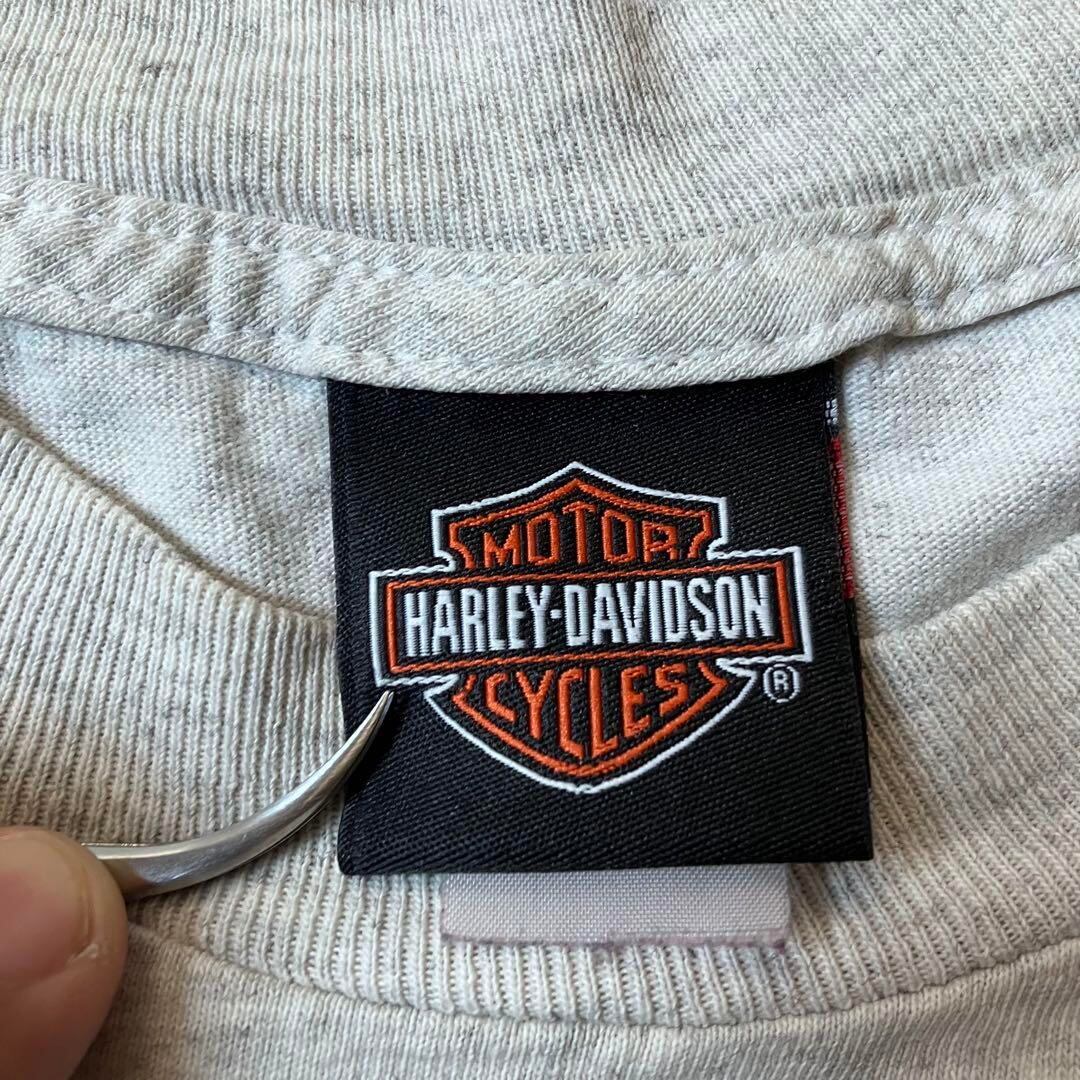 MOTOR
HARLEY-DAVIDSON
CYCLES
®